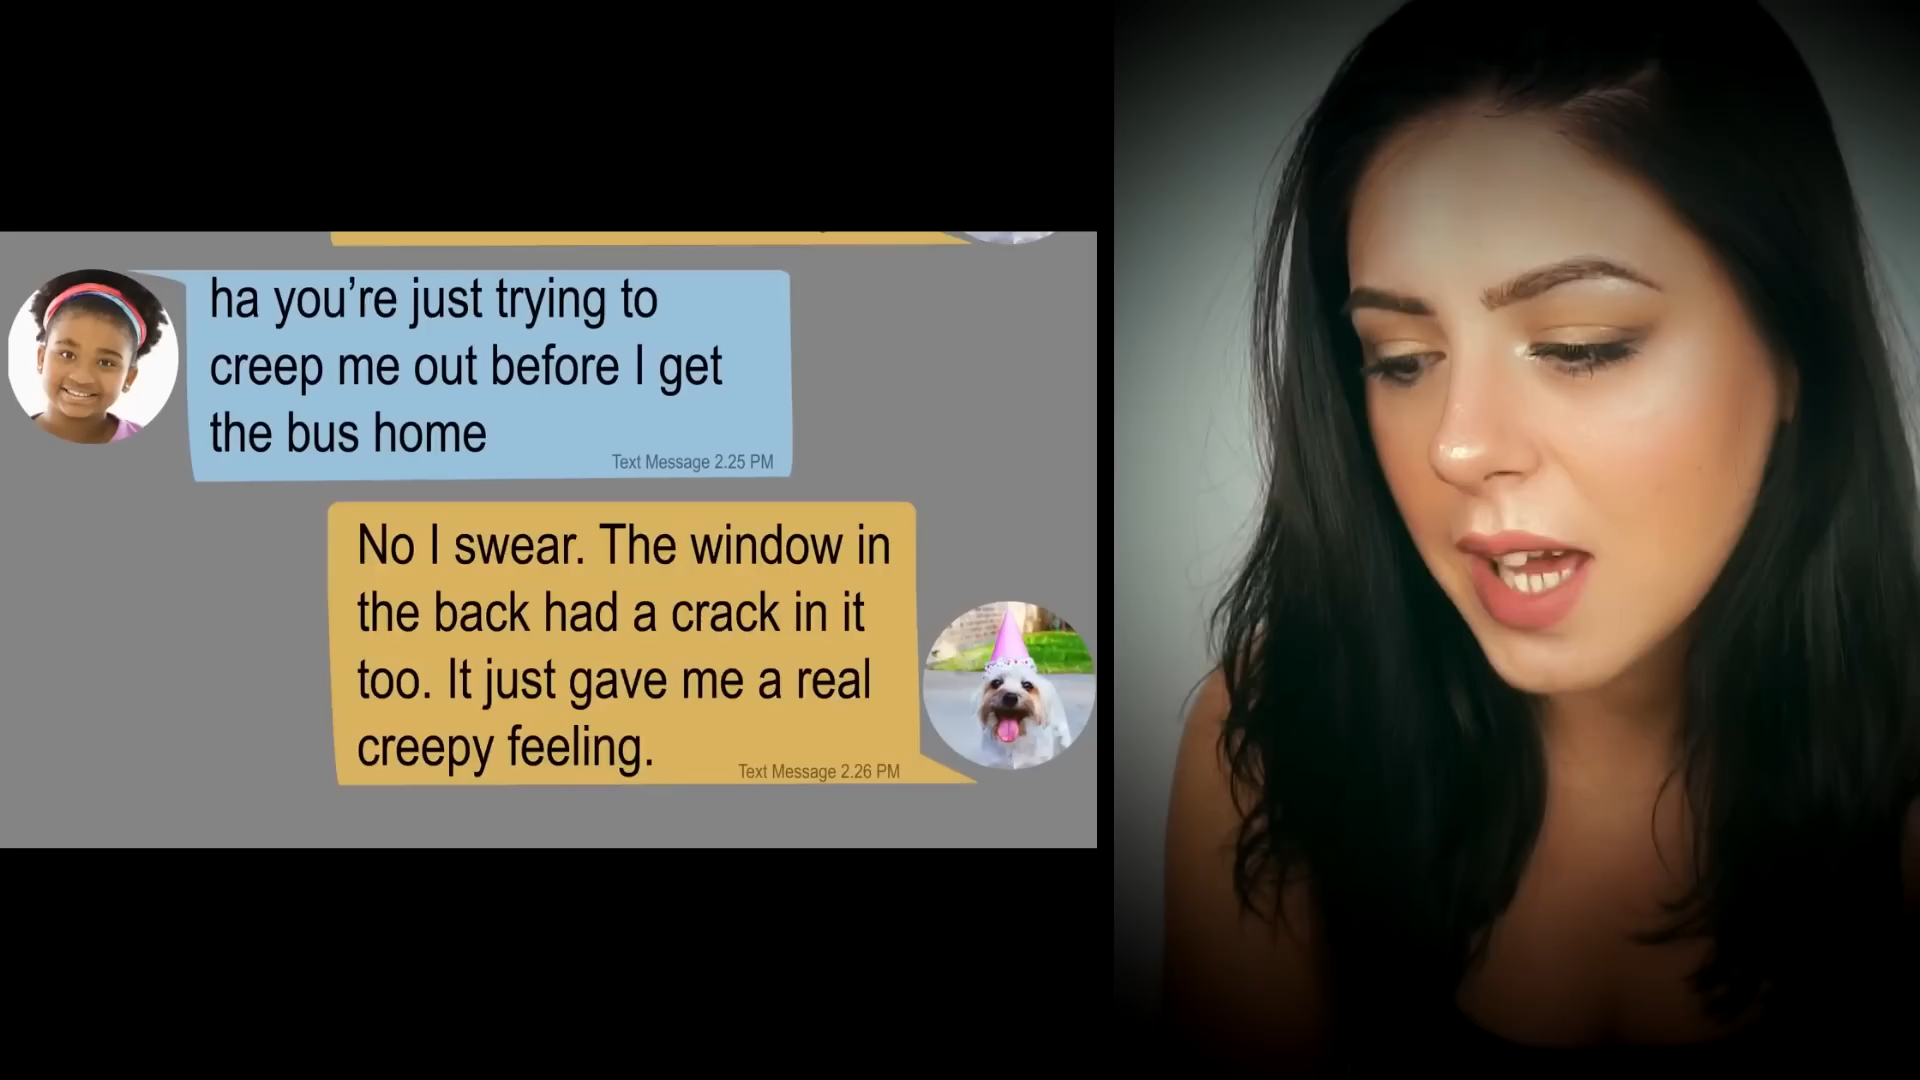 ha you’re just trying to
creep me out before I get
the bus home
Text Message 2.25 PM
No I swear. The window in
the back had a crack in it
too. It just gave me a real
creepy feeling.
Text Message 2.26 PM